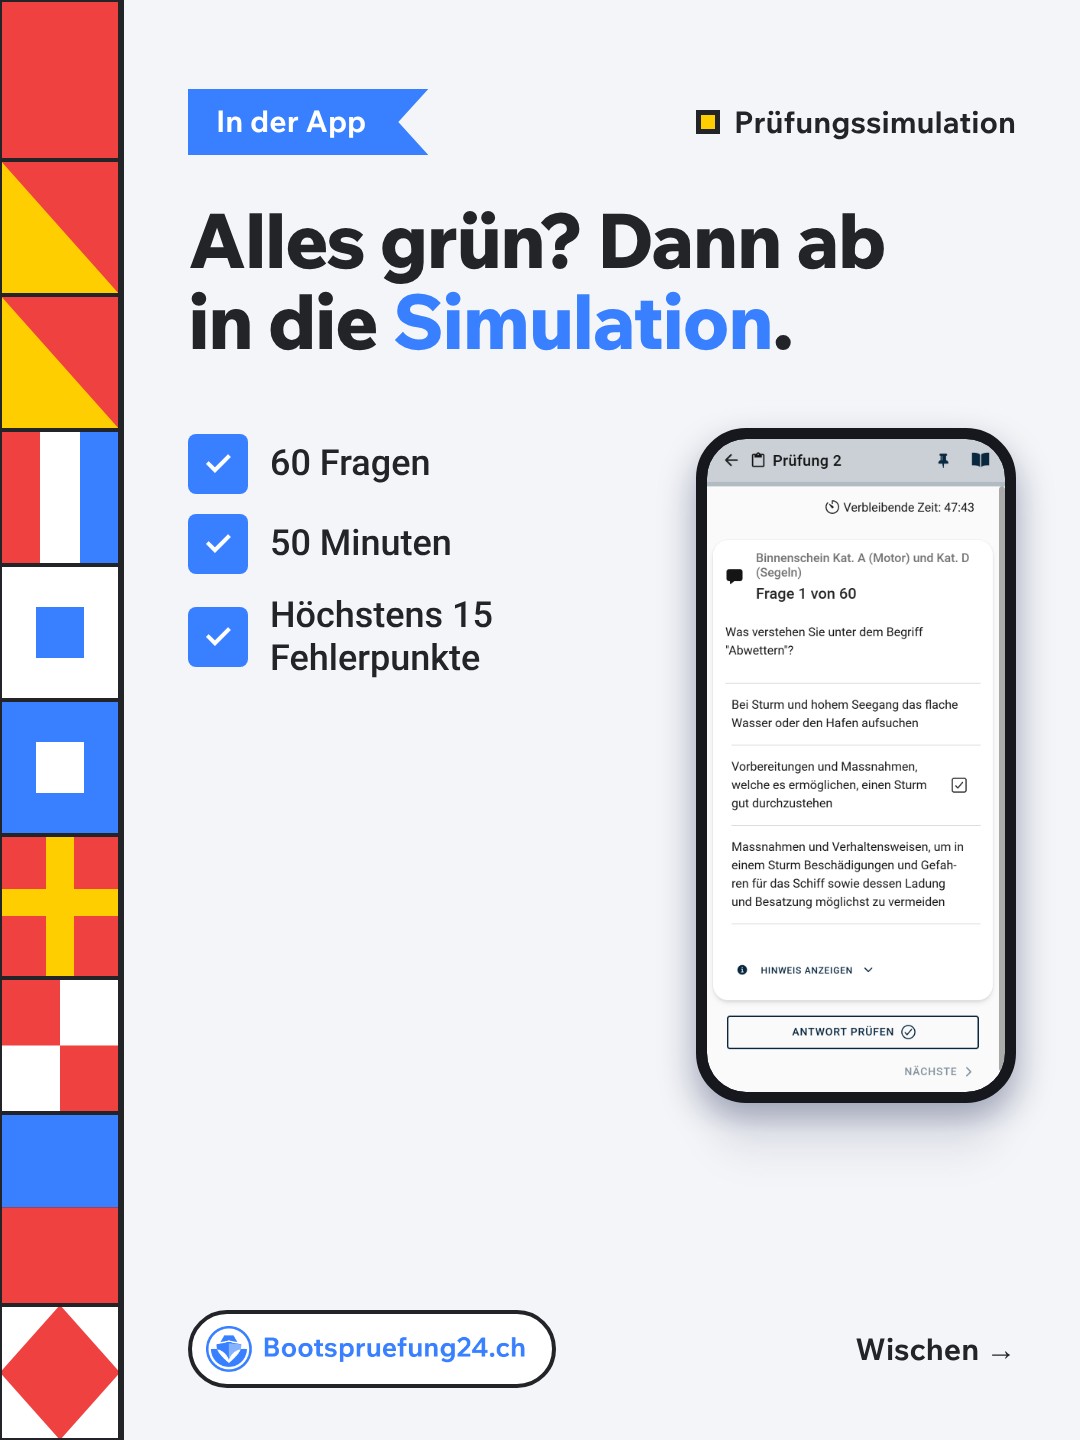 In der App
Prüfungssimulation
Alles grün? Dann ab
in die Simulation.
60 Fragen
50 Minuten
Höchstens 15
Fehlerpunkte
Prüfung 2
Verbleibende Zeit: 47:43
Binnenschein Kat. A (Motor) und Kat. D
(Segeln)
Frage 1 von 60
Was verstehen Sie unter dem Begriff
"Abwettern"?
Bei Sturm und hohem Seegang das flache
Wasser oder den Hafen aufsuchen
Vorbereitungen und Massnahmen,
welche es ermöglichen, einen Sturm
gut durchzustehen
Massnahmen und Verhaltensweisen, um in
einem Sturm Beschädigungen und Gefah-
ren für das Schiff sowie dessen Ladung
und Besatzung möglichst zu vermeiden
HINWEIS ANZEIGEN
ANTWORT PRÜFEN
NÄCHSTE
Bootspruefung24.ch
Wischen →